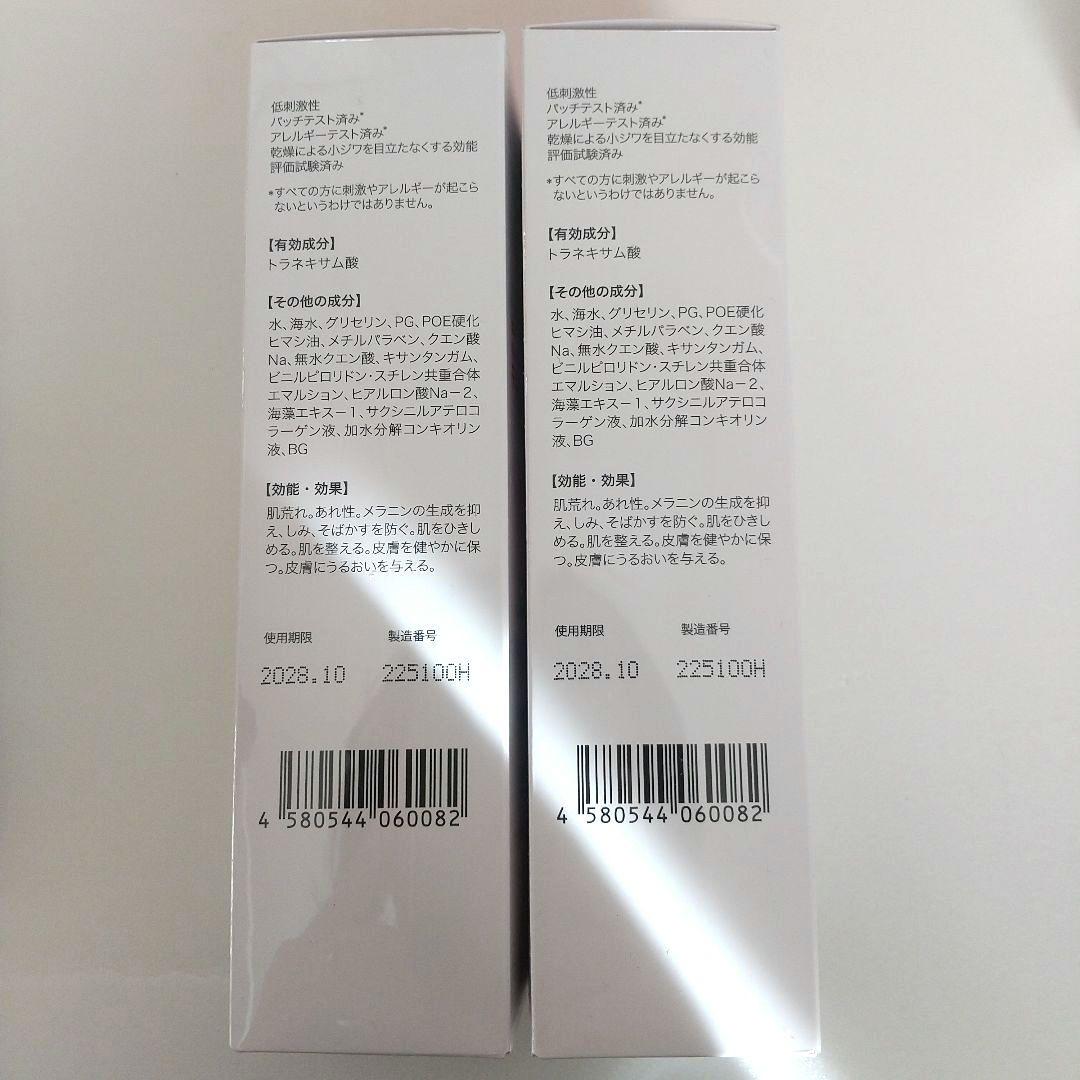 低刺激性
パッチテスト済み*
アレルギーテスト済み*
乾燥による小ジワを目立たなくする効能
評価試験済み
*すべての方に刺激やアレルギーが起こら
ないというわけではありません。
【有効成分】
トラネキサム酸
【その他の成分】
水、海水、グリセリン、PG、POE硬化
ヒマシ油、メチルパラベン、クエン酸
Na、無水クエン酸、キサンタンガム、
ビニルピロリドン・スチレン共重合体
エマルション、ヒアルロン酸Na－2、
海藻エキス－1、サクシニルアテロコ
ラーゲン液、加水分解コンキオリン
液、BG
【効能・効果】
肌荒れ。あれ性。メラニンの生成を抑
え、しみ、そばかすを防ぐ。肌をひきし
める。肌を整える。皮膚を健やかに保
つ。皮膚にうるおいを与える。
使用期限 製造番号
2028.10 225100H
4 580544 060082
低刺激性
パッチテスト済み*
アレルギーテスト済み*
乾燥による小ジワを目立たなくする効能
評価試験済み
*すべての方に刺激やアレルギーが起こら
ないというわけではありません。
【有効成分】
トラネキサム酸
【その他の成分】
水、海水、グリセリン、PG、POE硬化
ヒマシ油、メチルパラベン、クエン酸
Na、無水クエン酸、キサンタンガム、
ビニルピロリドン・スチレン共重合体
エマルション、ヒアルロン酸Na－2、
海藻エキス－1、サクシニルアテロコ
ラーゲン液、加水分解コンキオリン
液、BG
【効能・効果】
肌荒れ。あれ性。メラニンの生成を抑
え、しみ、そばかすを防ぐ。肌をひきし
める。肌を整える。皮膚を健やかに保
つ。皮膚にうるおいを与える。
使用期限 製造番号
2028.10 225100H
4 580544 060082